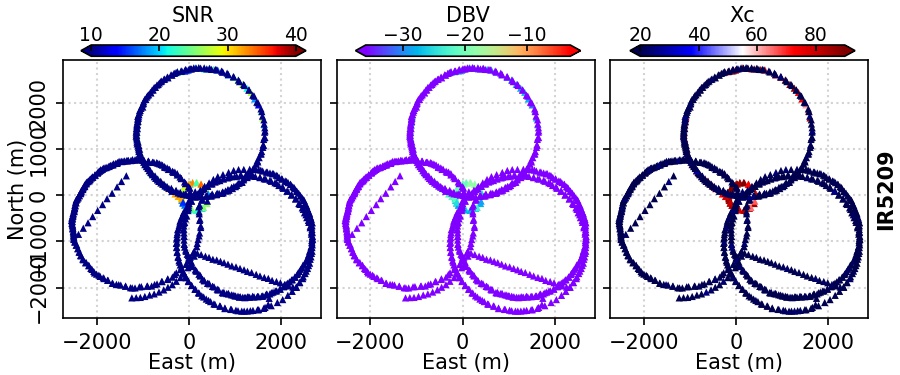 SNR
DBV
Xc
10 20 30 40
−30 −20 −10
20 40 60 80
North (m)
2000
1000
0
−1000
−2000
−2000 0 2000
−2000 0 2000
−2000 0 2000
East (m)
East (m)
East (m)
IR5209